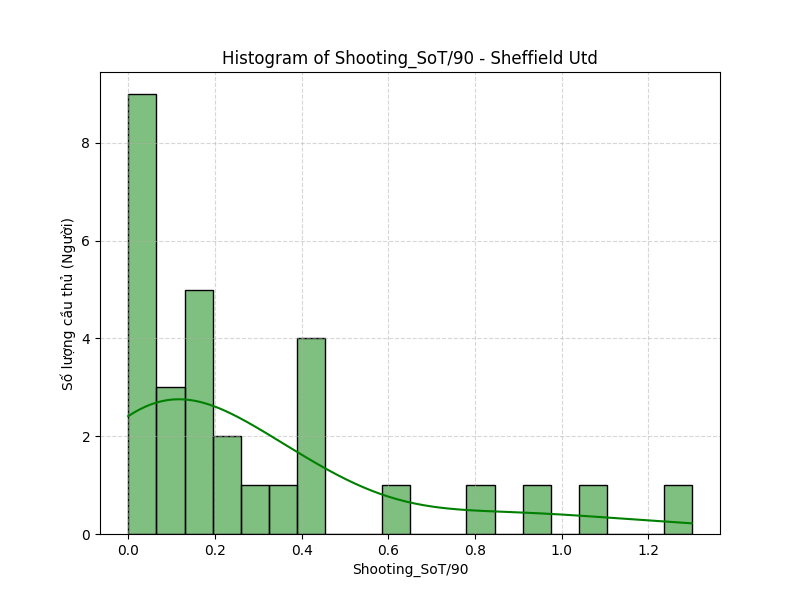 Histogram of Shooting_SoT/90 - Sheffield Utd
Số lượng cầu thủ (Người)
8
6
4
2
0
0.0 0.2 0.4 0.6 0.8 1.0 1.2
Shooting_SoT/90